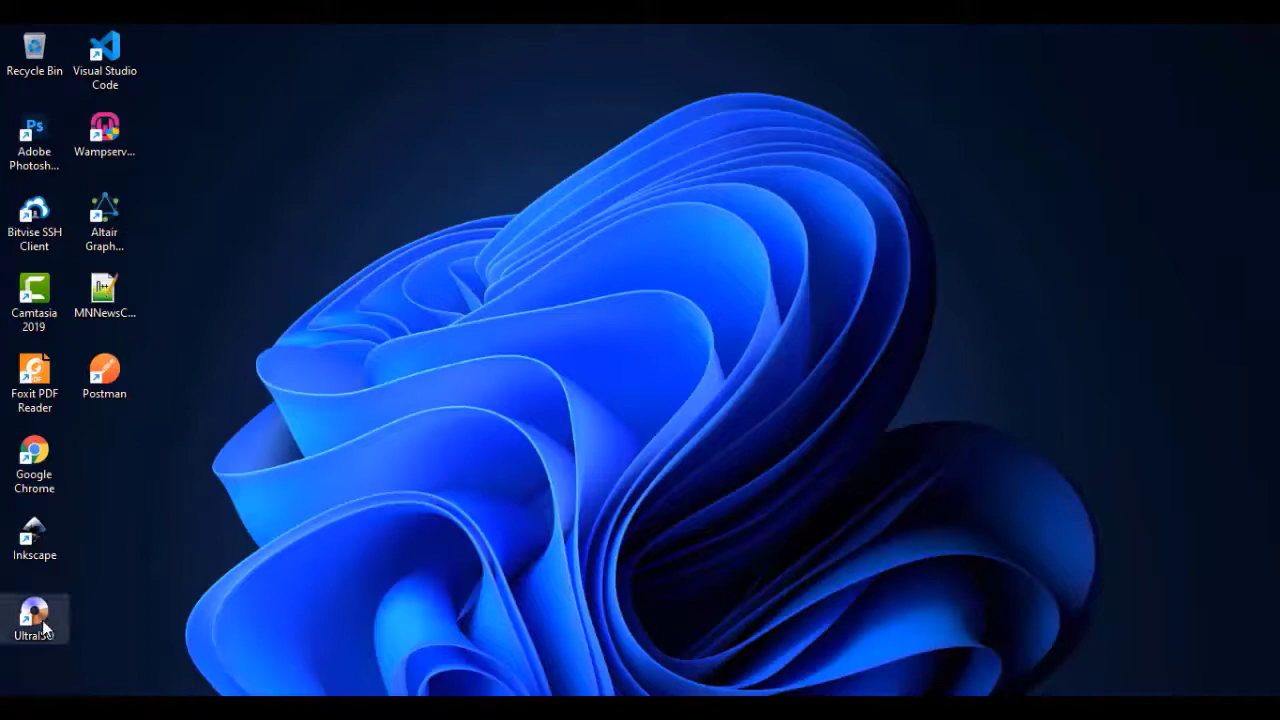 Recycle Bin
Visual Studio
Code
Ps
Adobe
Photosh...
Wampserv...
Bitvise SSH
Client
Altair
Graph...
Camtasia
2019
MNNewsC...
Foxit PDF
Reader
Postman
Google
Chrome
Inkscape
UltraISO